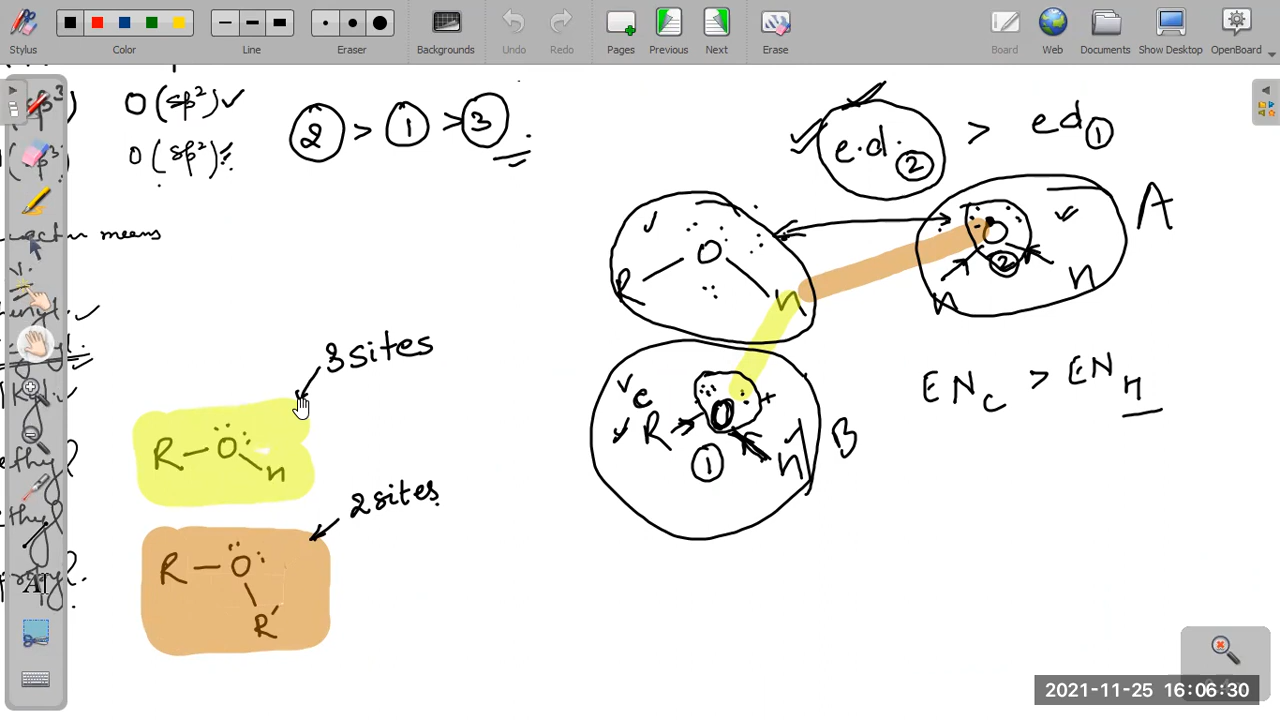 Stylus Color Line Eraser Backgrounds Undo Redo Pages Previous Next Erase Board Web Documents Show Desktop OpenBoard
O (sp²) ✓
O (sp²)
2 > 1 > 3
e.d. 2 > ed 1
means
R O H
O H H 2
A
3 sites
EN C > EN H
R O H 1
B
R — O H
2 sites
R — O R'
2021-11-25 16:06:30